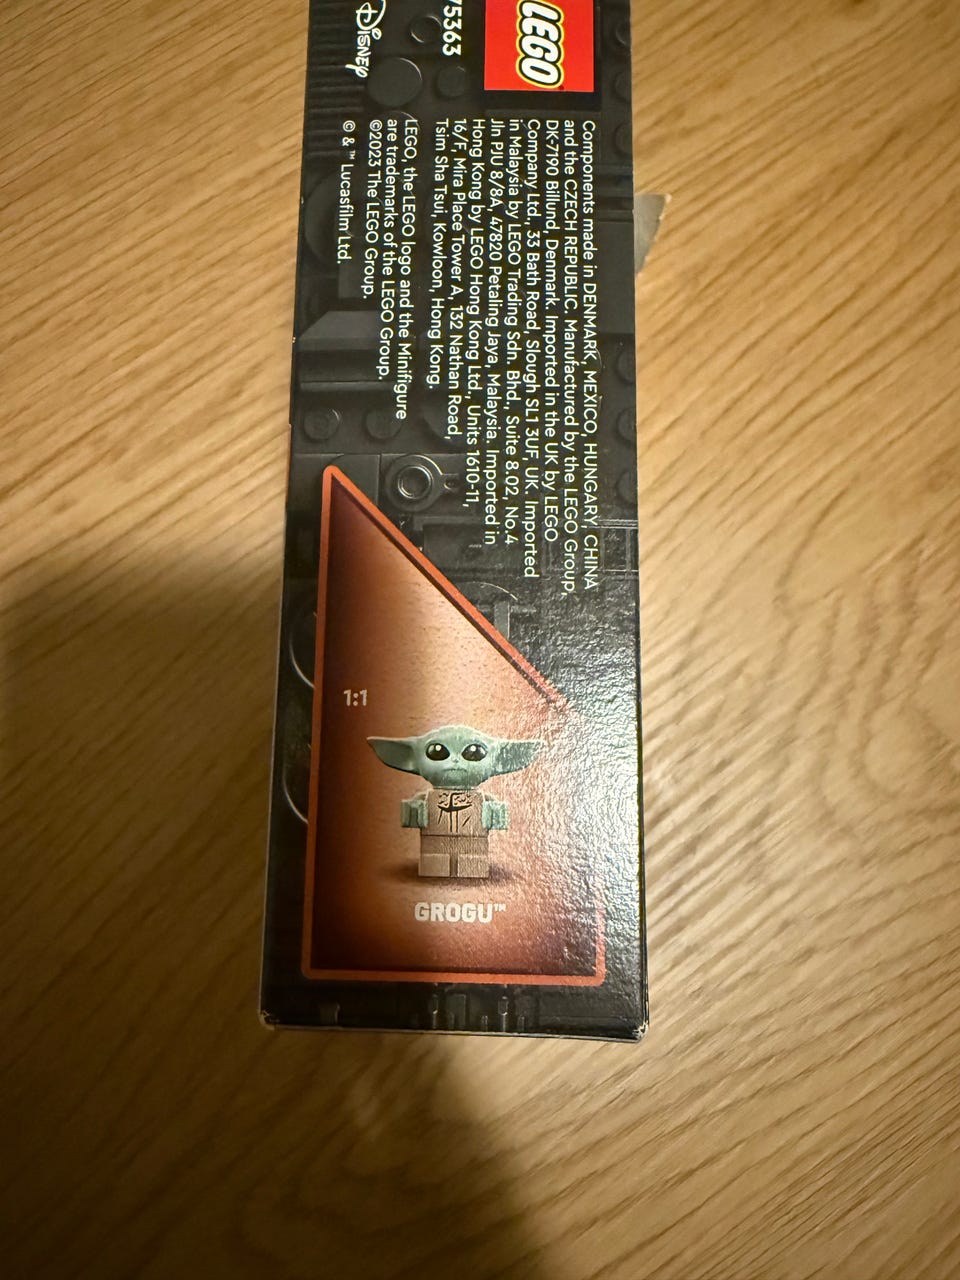 LEGO
75363
Disney
Components made in DENMARK, MEXICO, HUNGARY, CHINA
and the CZECH REPUBLIC. Manufactured by the LEGO Group,
DK-7190 Billund, Denmark. Imported in the UK by LEGO
Company Ltd., 33 Bath Road, Slough SL1 3UF, UK. Imported
in Malaysia by LEGO Trading Sdn. Bhd., Suite 8.02, No.4
Jln PJU 8/8A, 47820 Petaling Jaya, Malaysia. Imported in
Hong Kong by LEGO Hong Kong Ltd., Units 1610-11,
16/F, Mira Place Tower A, 132 Nathan Road,
Tsim Sha Tsui, Kowloon, Hong Kong.
LEGO, the LEGO logo and the Minifigure
are trademarks of the LEGO Group.
©2023 The LEGO Group.
© & ™ Lucasfilm Ltd.
1:1
GROGU™